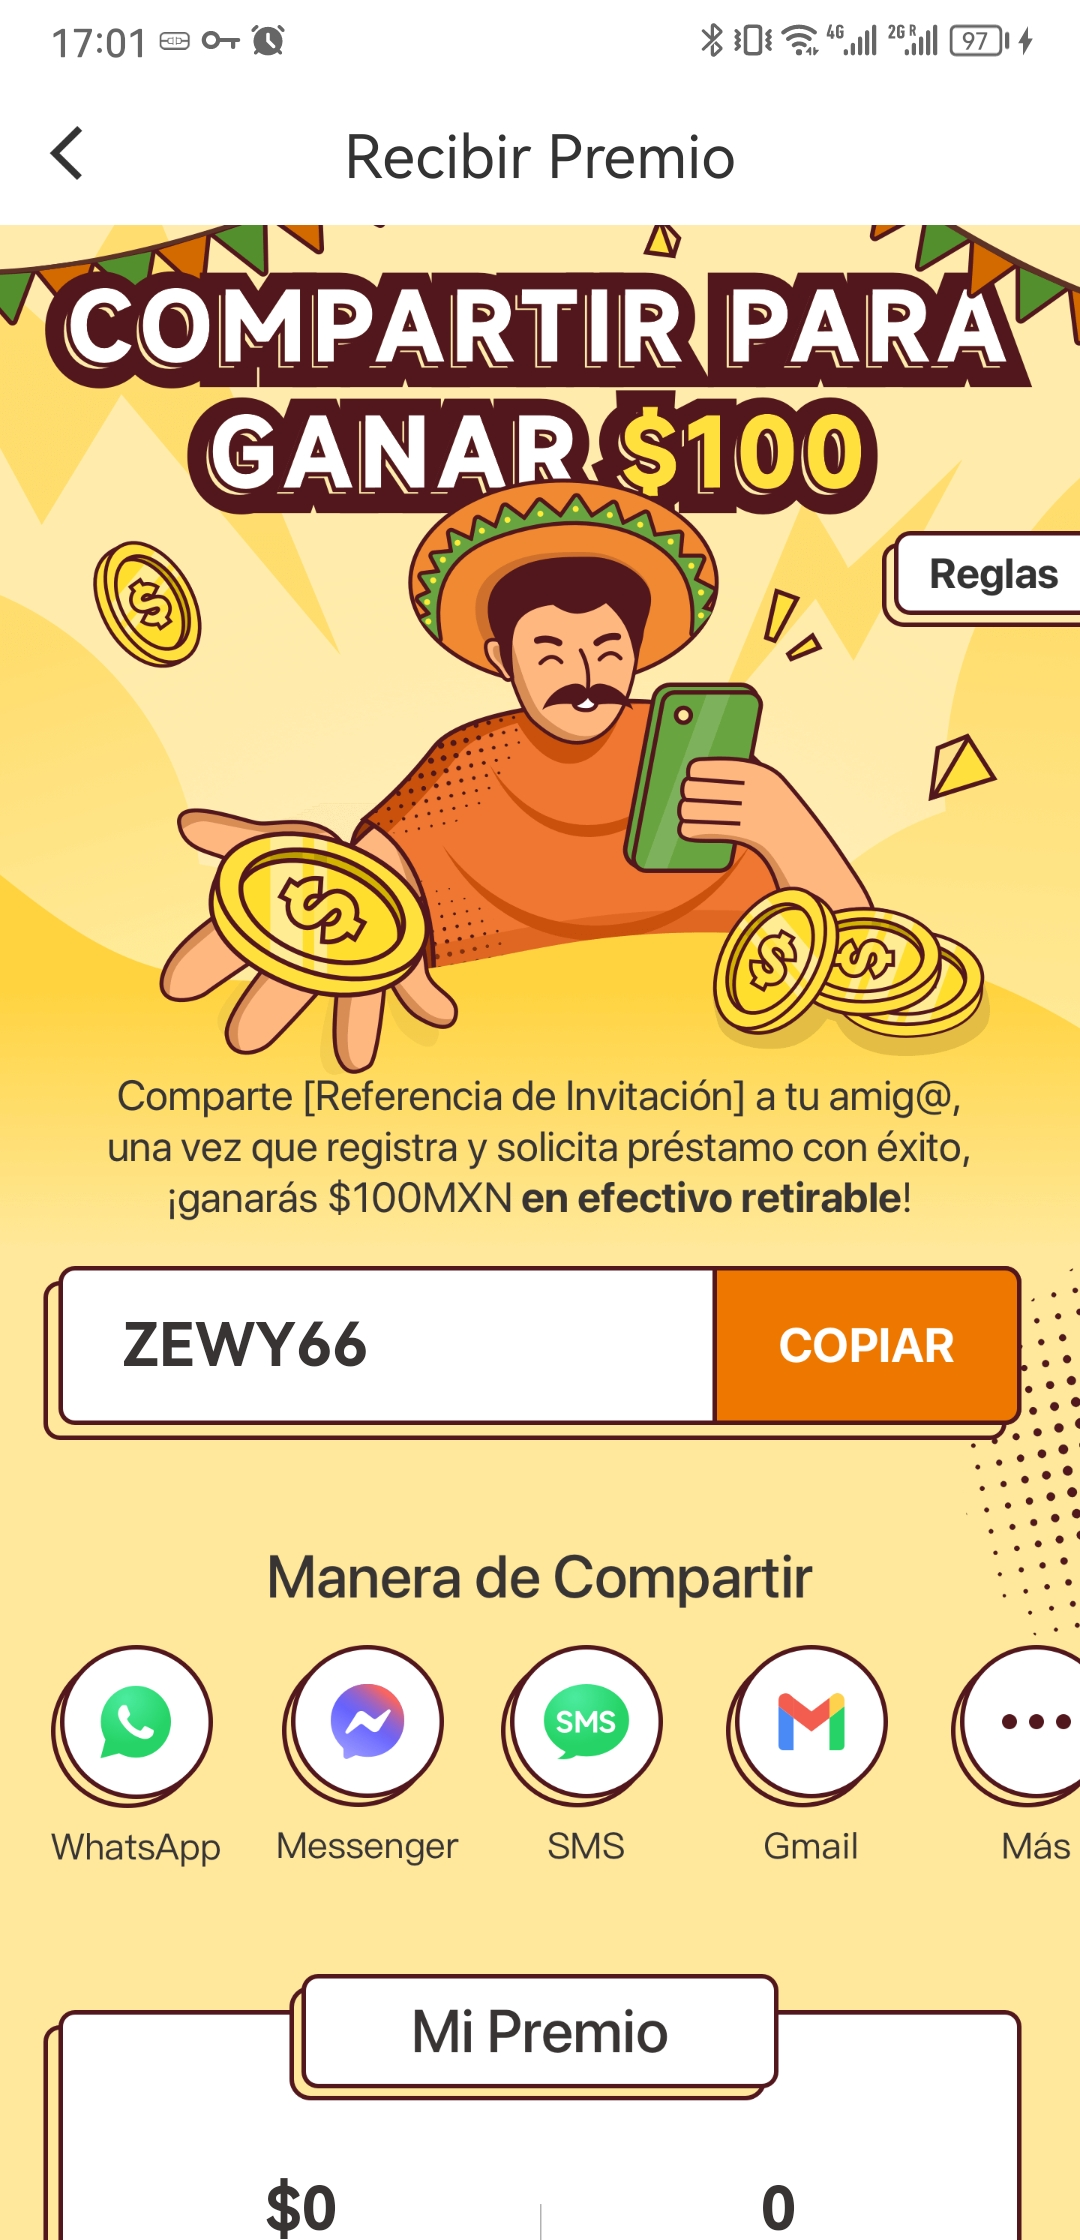 17:01
4G
2G R
97
Recibir Premio
COMPARTIR PARA
GANAR $100
Reglas
Comparte [Referencia de Invitación] a tu amig@,
una vez que registra y solicita préstamo con éxito,
¡ganarás $100MXN en efectivo retirable!
ZEWY66
COPIAR
Manera de Compartir
SMS
WhatsApp
Messenger
SMS
Gmail
Más
Mi Premio
$0
0